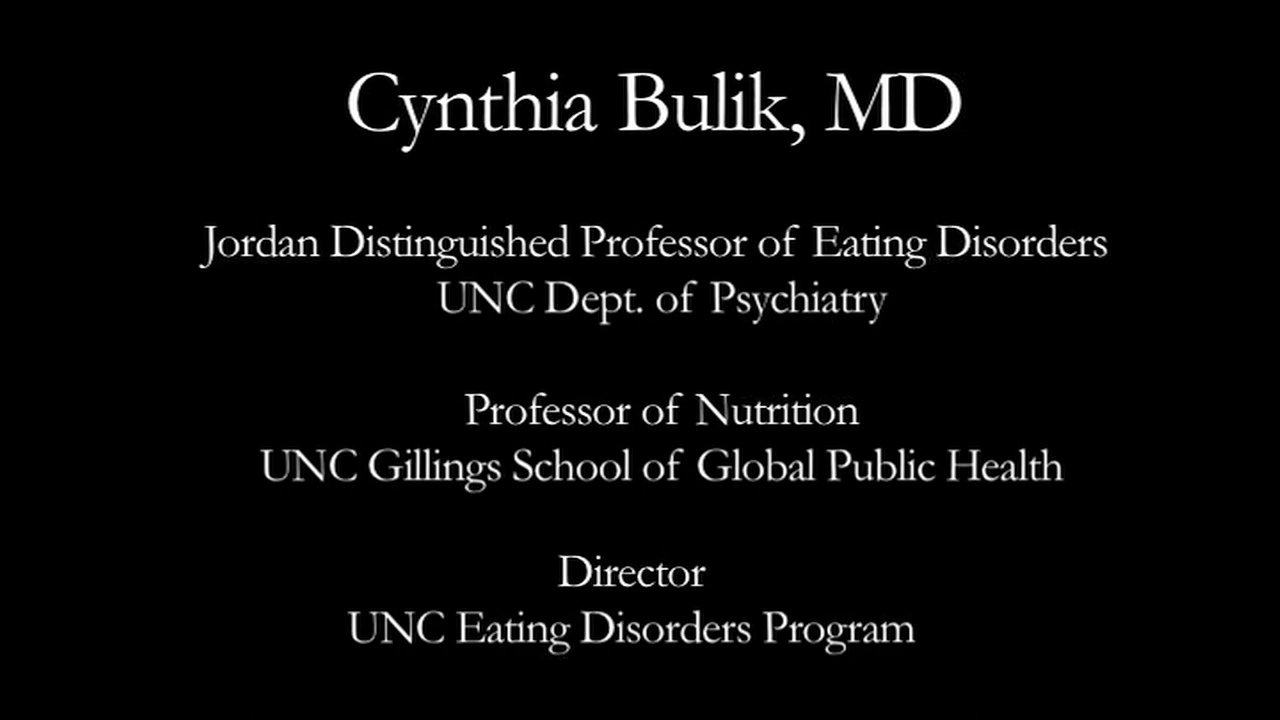 Cynthia Bulik, MD
Jordan Distinguished Professor of Eating Disorders
UNC Dept. of Psychiatry
Professor of Nutrition
UNC Gillings School of Global Public Health
Director
UNC Eating Disorders Program